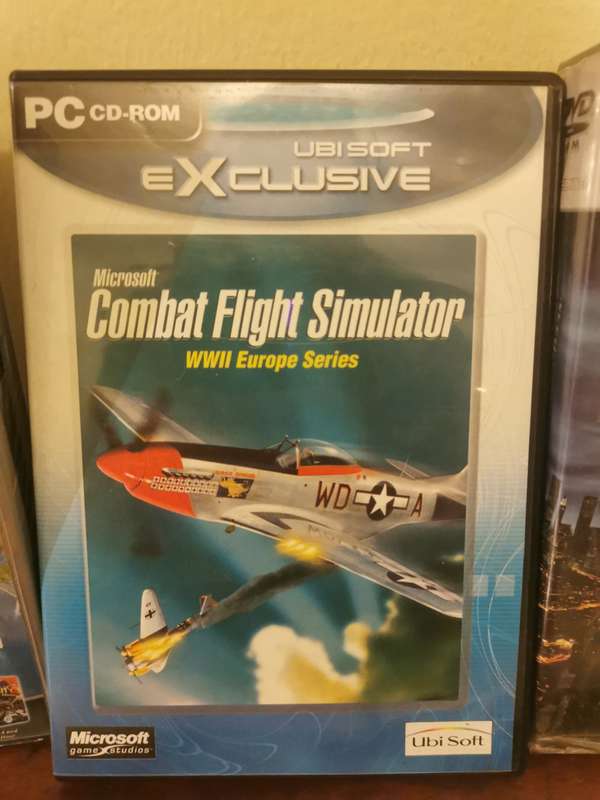 PC CD-ROM
UBI SOFT
eXCLUSIVE
Microsoft
Combat Flight Simulator
WWII Europe Series
WD A
Microsoft
game studios
Ubi Soft
DVD